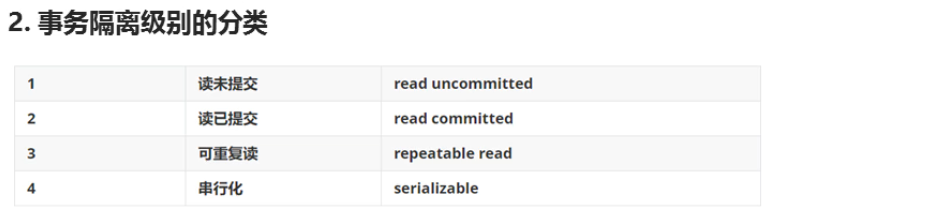 2. 事务隔离级别的分类
1 读未提交 read uncommitted
2 读已提交 read committed
3 可重复读 repeatable read
4 串行化 serializable